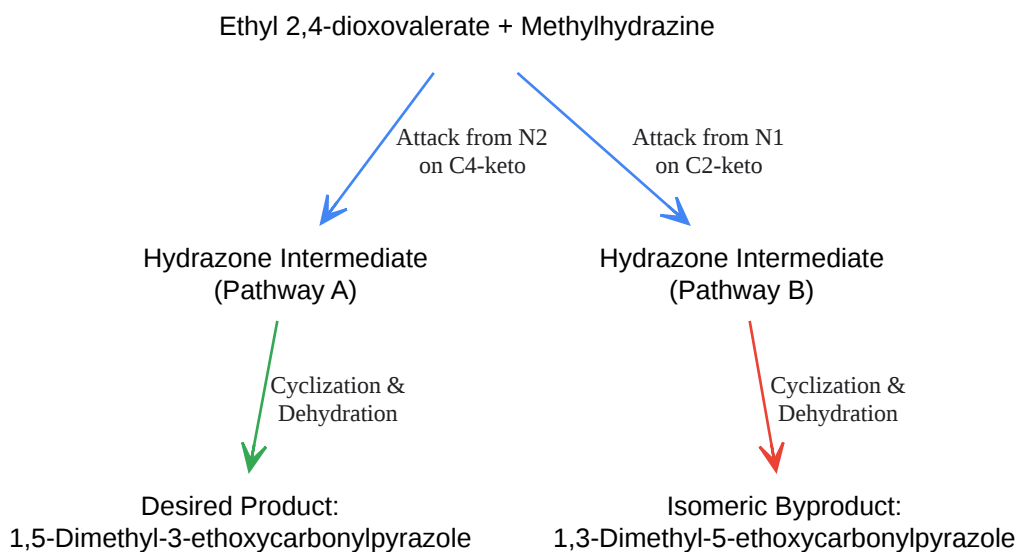 Ethyl 2,4-dioxovalerate + Methylhydrazine
Attack from N2
on C4-keto
Attack from N1
on C2-keto
Hydrazone Intermediate
(Pathway A)
Hydrazone Intermediate
(Pathway B)
Cyclization &
Dehydration
Cyclization &
Dehydration
Desired Product:
1,5-Dimethyl-3-ethoxycarbonylpyrazole
Isomeric Byproduct:
1,3-Dimethyl-5-ethoxycarbonylpyrazole